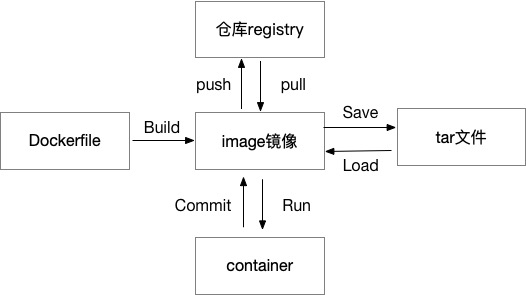 仓库registry
push
pull
Dockerfile
Build
image镜像
Save
Load
tar文件
Commit
Run
container